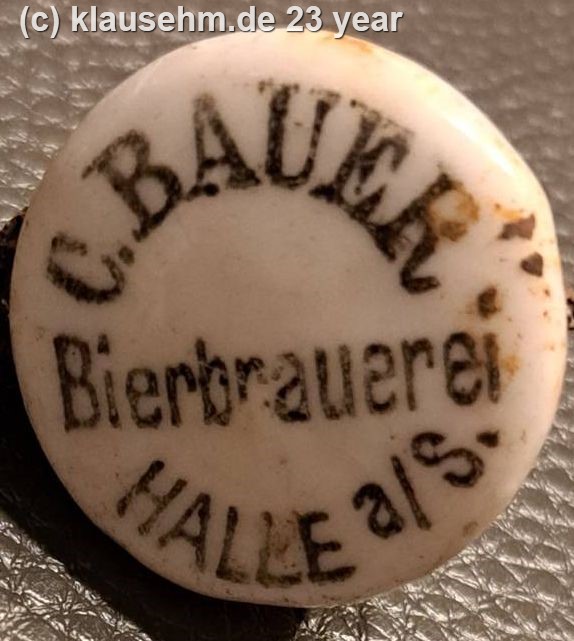 (c) klausehm.de 23 year
C. BAUER
Bierbrauerei
HALLE a/S.